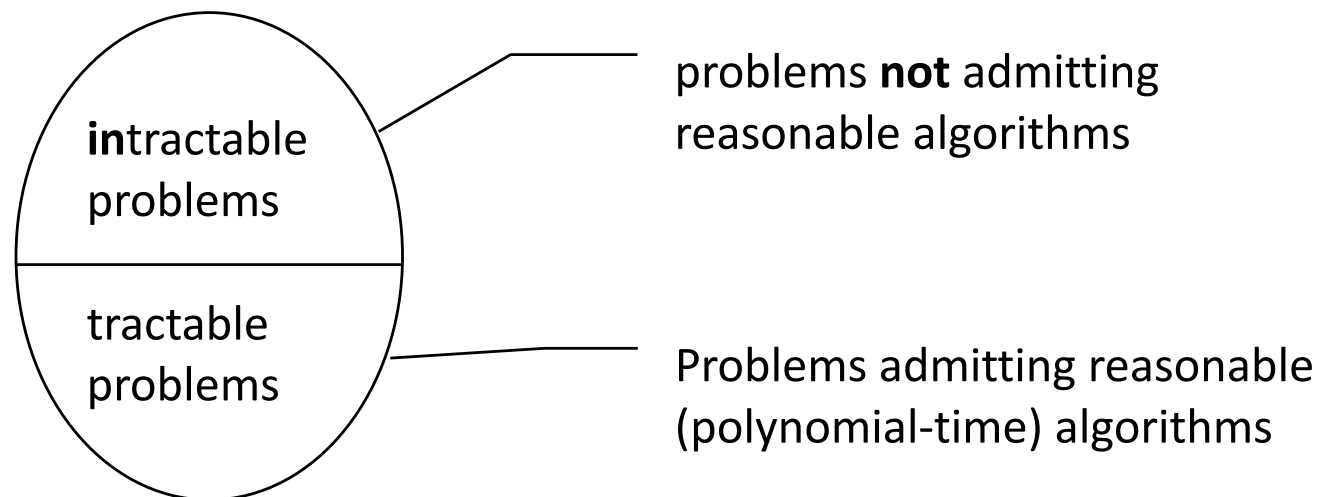 intractable
problems
problems not admitting
reasonable algorithms
tractable
problems
Problems admitting reasonable
(polynomial-time) algorithms